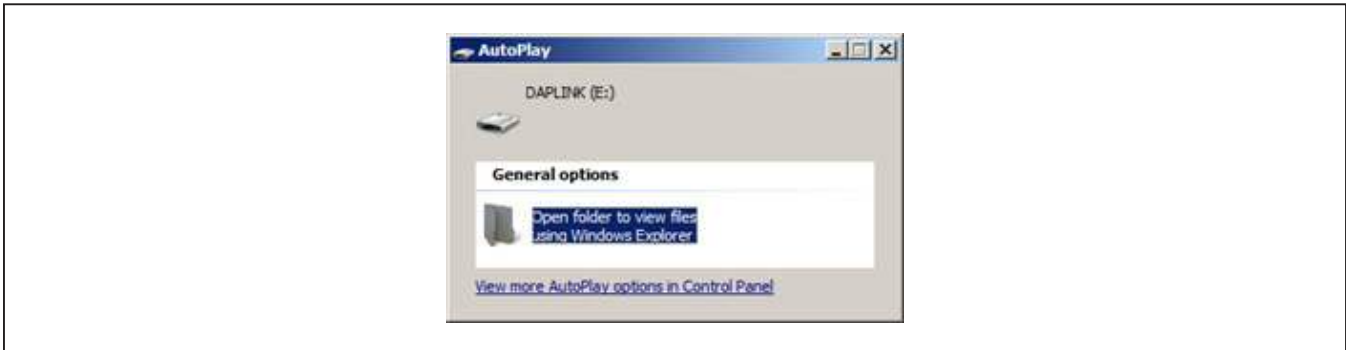 AutoPlay
DAPLINK (E:)
General options
Open folder to view files
using Windows Explorer
View more AutoPlay options in Control Panel